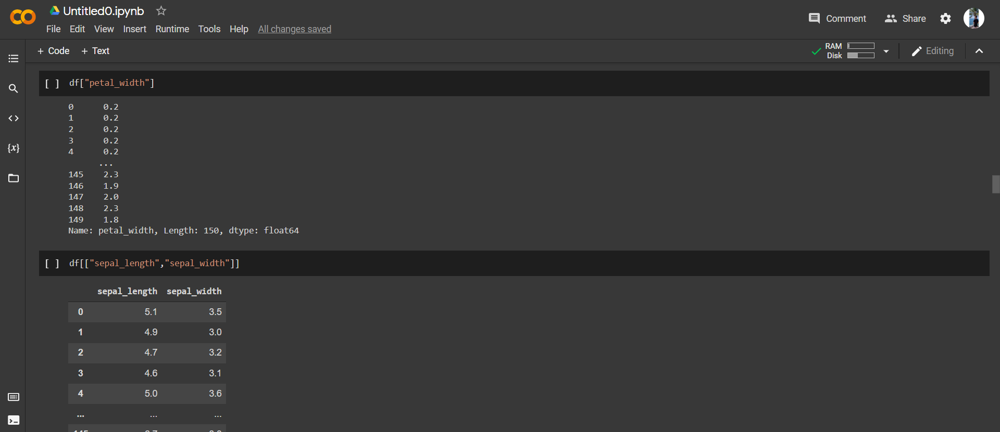 Untitled0.ipynb
File Edit View Insert Runtime Tools Help All changes saved
Comment Share
+ Code + Text
RAM
Disk
Editing
[ ] df["petal_width"]
0 0.2
1 0.2
2 0.2
3 0.2
4 0.2
...
145 2.3
146 1.9
147 2.0
148 2.3
149 1.8
Name: petal_width, Length: 150, dtype: float64
[ ] df[["sepal_length","sepal_width"]]
sepal_length sepal_width
0 5.1 3.5
1 4.9 3.0
2 4.7 3.2
3 4.6 3.1
4 5.0 3.6
... ... ...